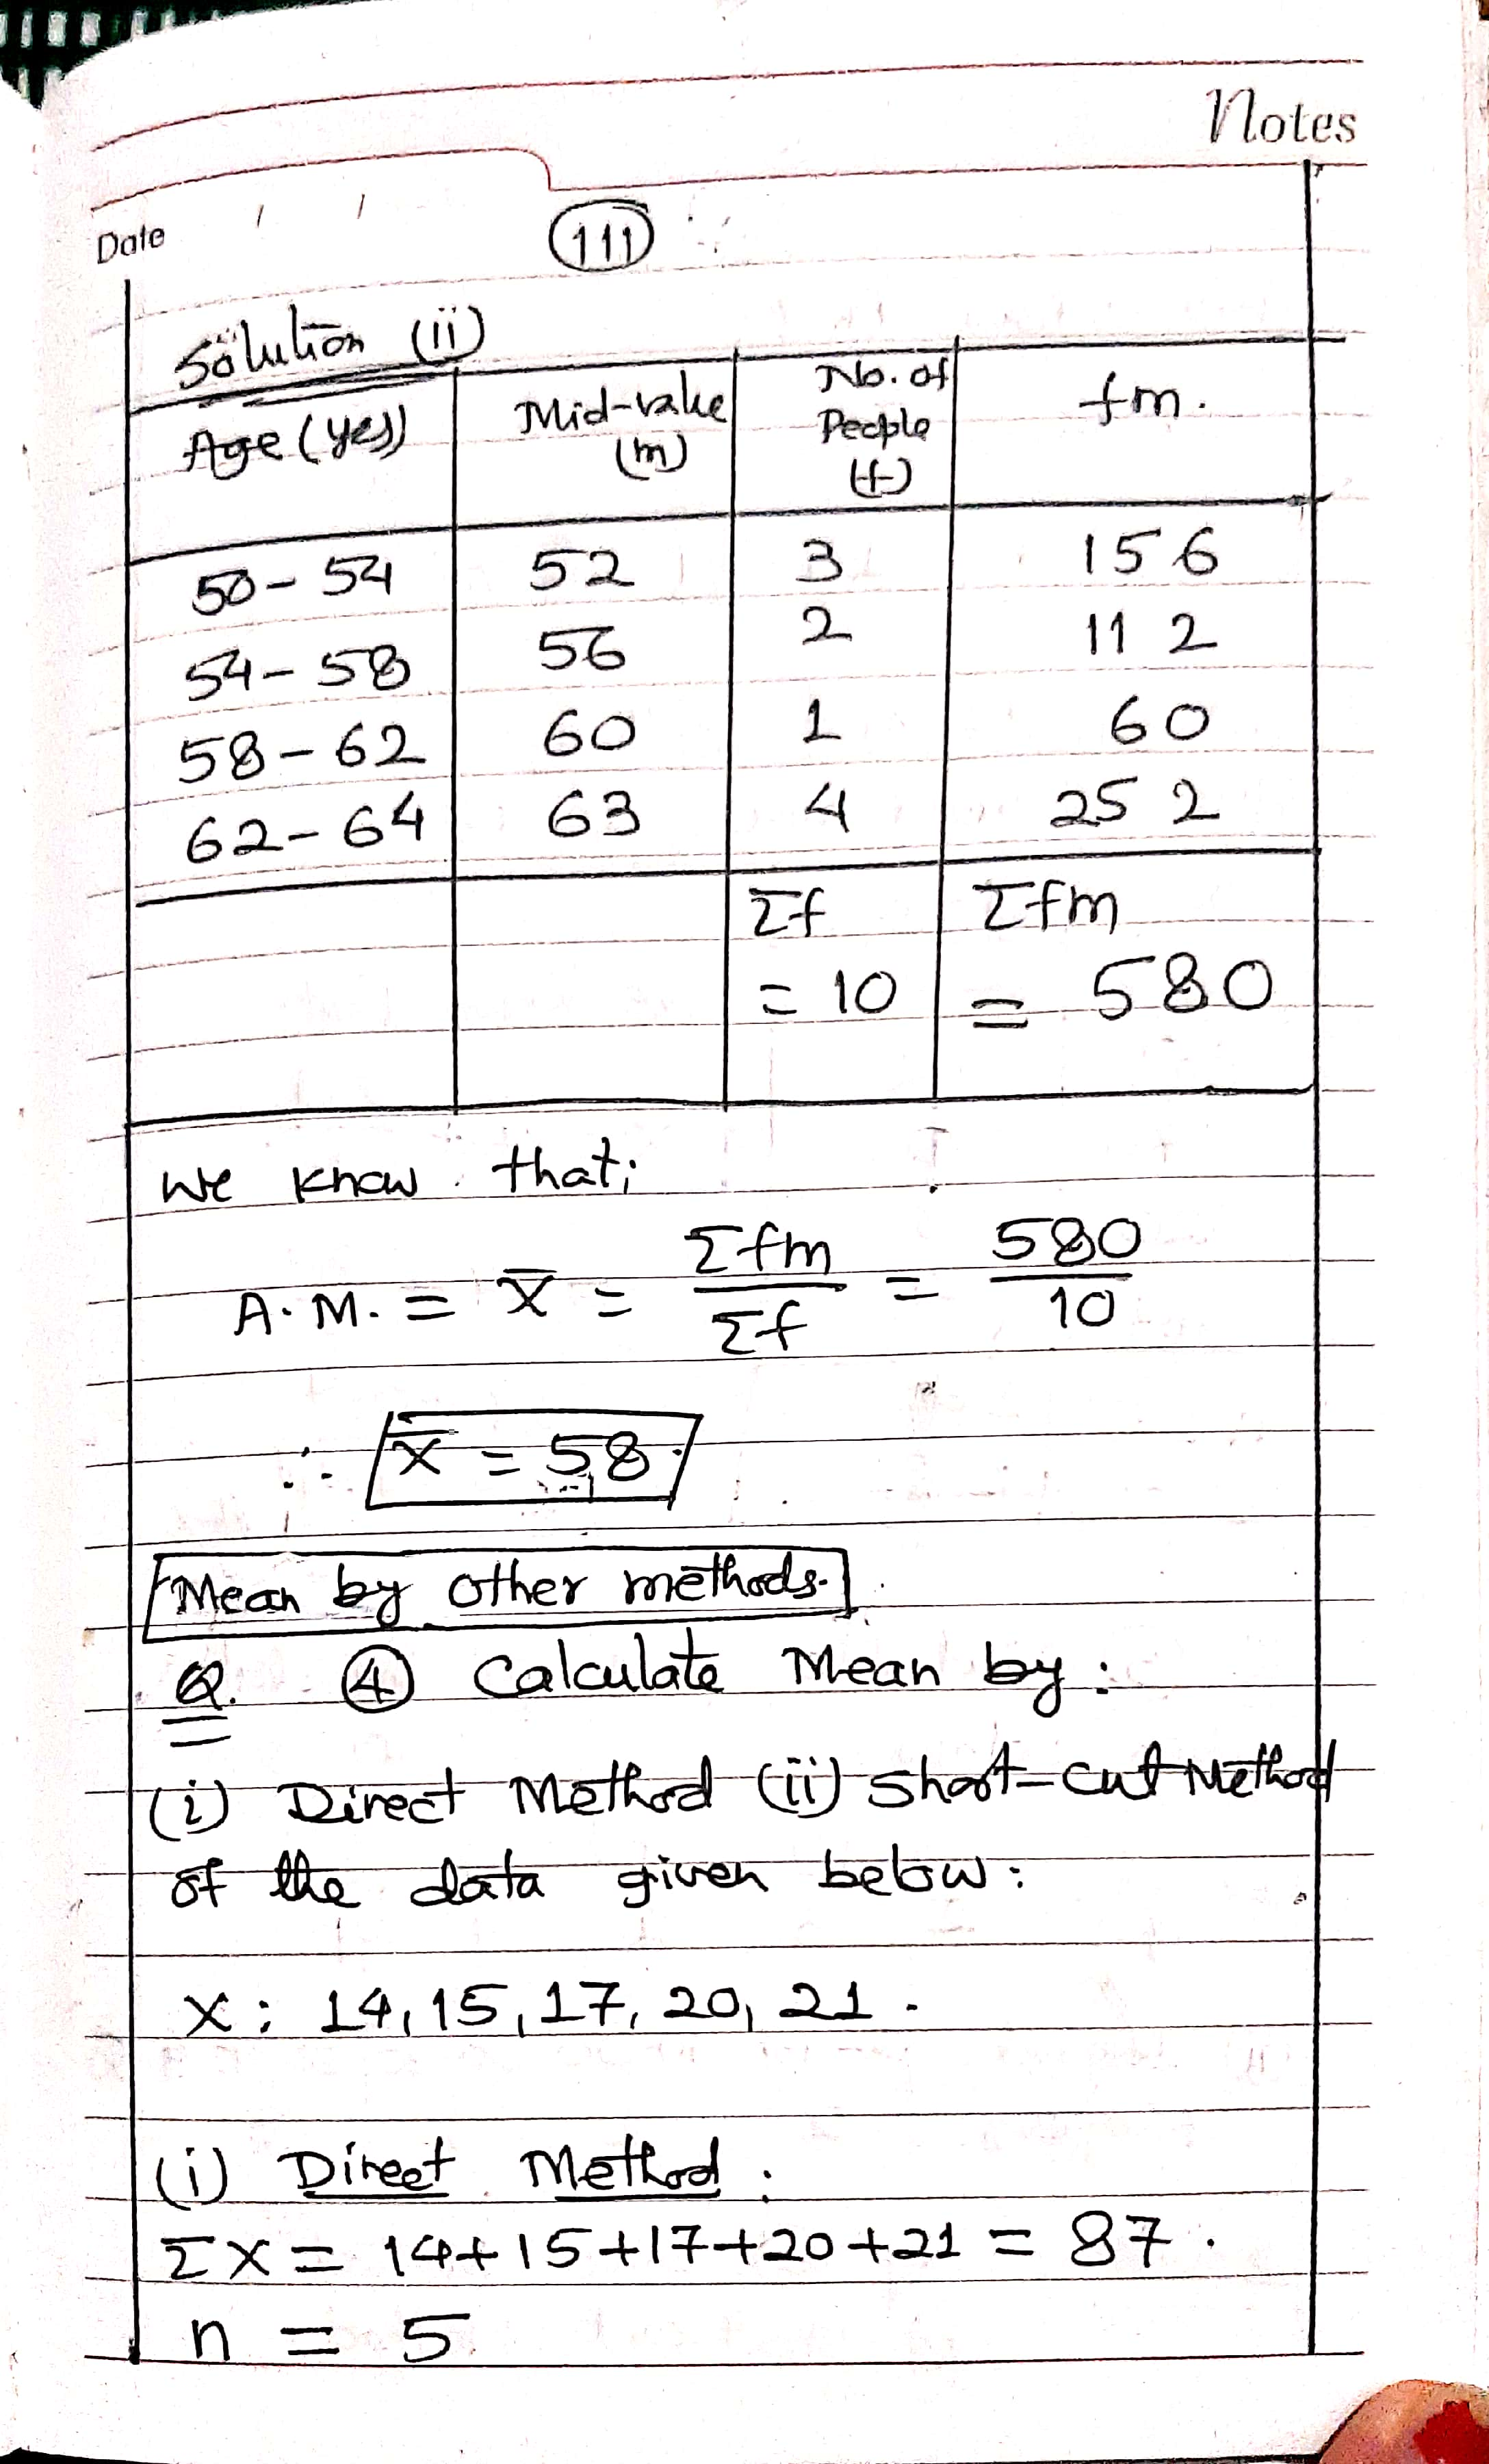 Notes
Date / /
111
Solution (ii)
Age (yes) Mid-value (m) No. of People (f) fm.
50-54 52 3 156
54-58 56 2 112
58-62 60 1 60
62-64 63 4 252
Σf Σfm
= 10 = 580
We know that;
A.M. = x̄ = Σfm/Σf = 580/10
∴ x̄ = 58.
Mean by other methods.
Q. ④ Calculate Mean by:
(i) Direct Method (ii) Short-cut Method
of the data given below:
X: 14, 15, 17, 20, 21.
(i) Direct Method:
ΣX = 14+15+17+20+21 = 87.
n = 5